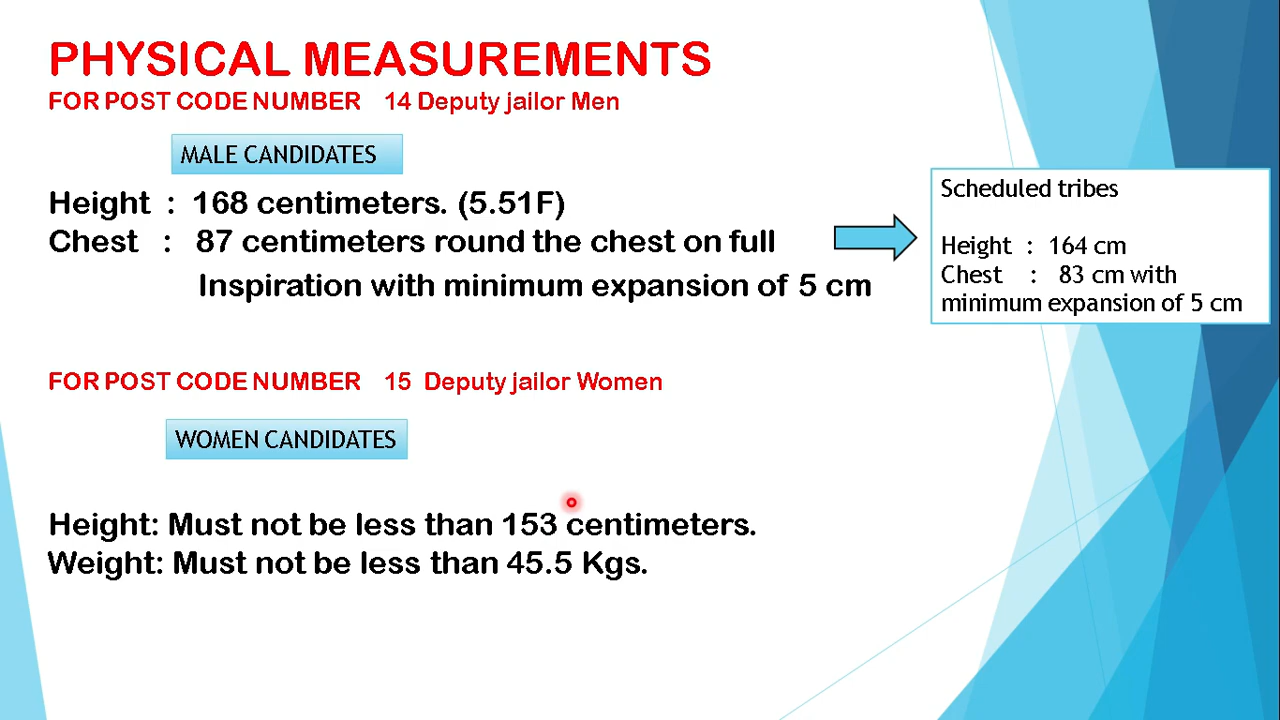 PHYSICAL MEASUREMENTS
FOR POST CODE NUMBER 14 Deputy jailor Men
MALE CANDIDATES
Height : 168 centimeters. (5.51F)
Chest : 87 centimeters round the chest on full
Inspiration with minimum expansion of 5 cm
Scheduled tribes
Height : 164 cm
Chest : 83 cm with
minimum expansion of 5 cm
FOR POST CODE NUMBER 15 Deputy jailor Women
WOMEN CANDIDATES
Height: Must not be less than 153 centimeters.
Weight: Must not be less than 45.5 Kgs.